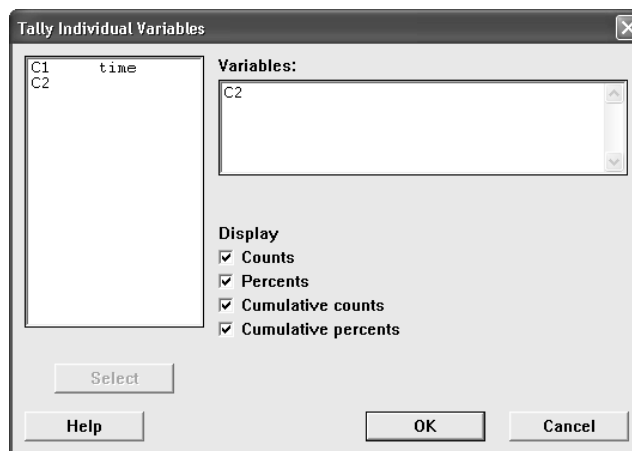 Tally Individual Variables
C1 time
C2
Variables:
C2
Display
Counts
Percents
Cumulative counts
Cumulative percents
Select
Help
OK
Cancel